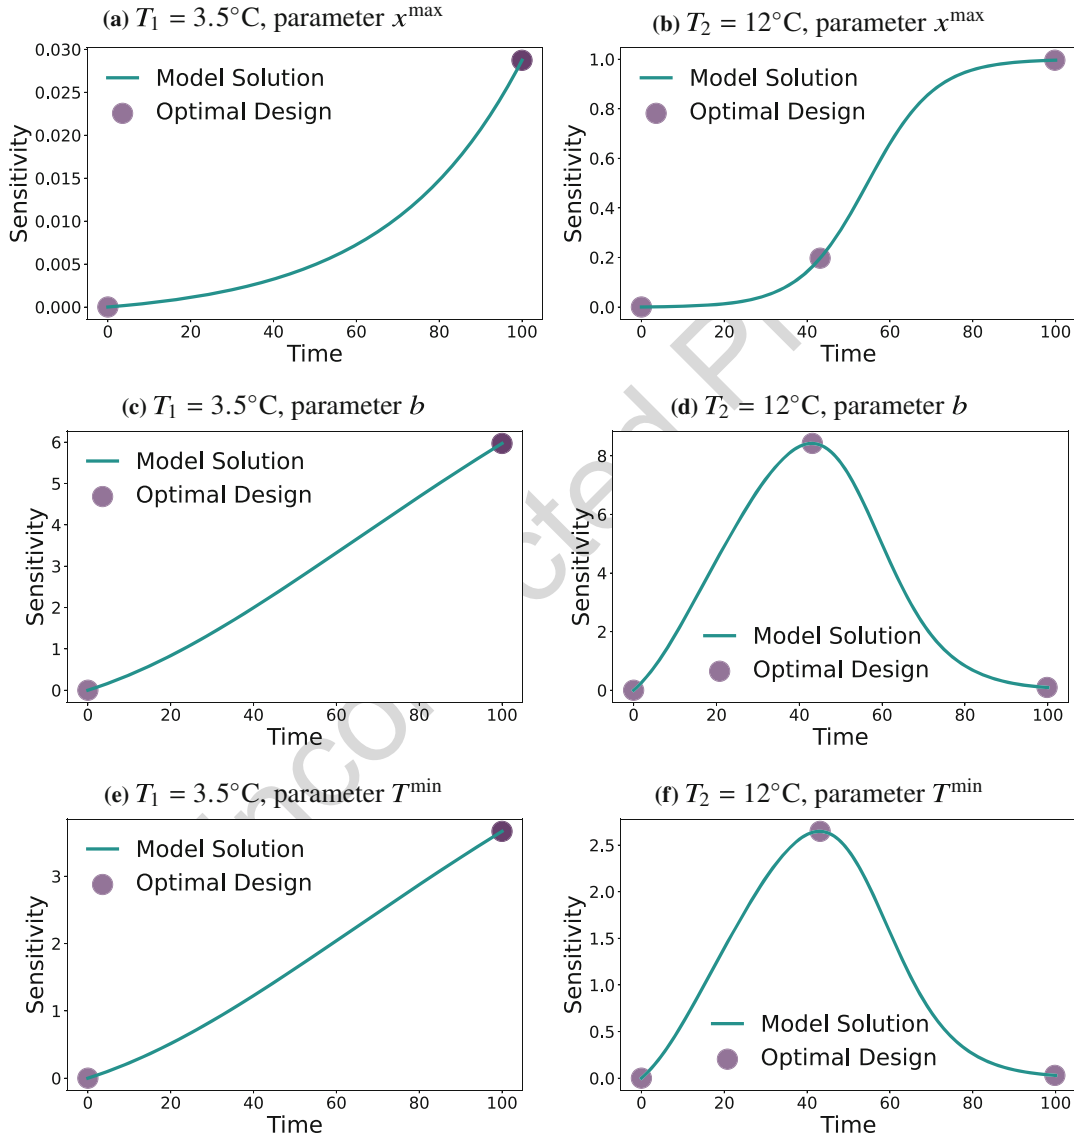 (a) T₁ = 3.5°C, parameter xᵐᵃˣ
0.030
0.025
0.020
0.015
0.010
0.005
0.000
Sensitivity
Model Solution
Optimal Design
0 20 40 60 80 100
Time
(b) T₂ = 12°C, parameter xᵐᵃˣ
1.0
0.8
0.6
0.4
0.2
0.0
Sensitivity
Model Solution
Optimal Design
0 20 40 60 80 100
Time
(c) T₁ = 3.5°C, parameter b
6
5
4
3
2
1
0
Sensitivity
Model Solution
Optimal Design
0 20 40 60 80 100
Time
(d) T₂ = 12°C, parameter b
8
6
4
2
0
Sensitivity
Model Solution
Optimal Design
0 20 40 60 80 100
Time
(e) T₁ = 3.5°C, parameter Tᵐⁱⁿ
3
2
1
0
Sensitivity
Model Solution
Optimal Design
0 20 40 60 80 100
Time
(f) T₂ = 12°C, parameter Tᵐⁱⁿ
2.5
2.0
1.5
1.0
0.5
0.0
Sensitivity
Model Solution
Optimal Design
0 20 40 60 80 100
Time